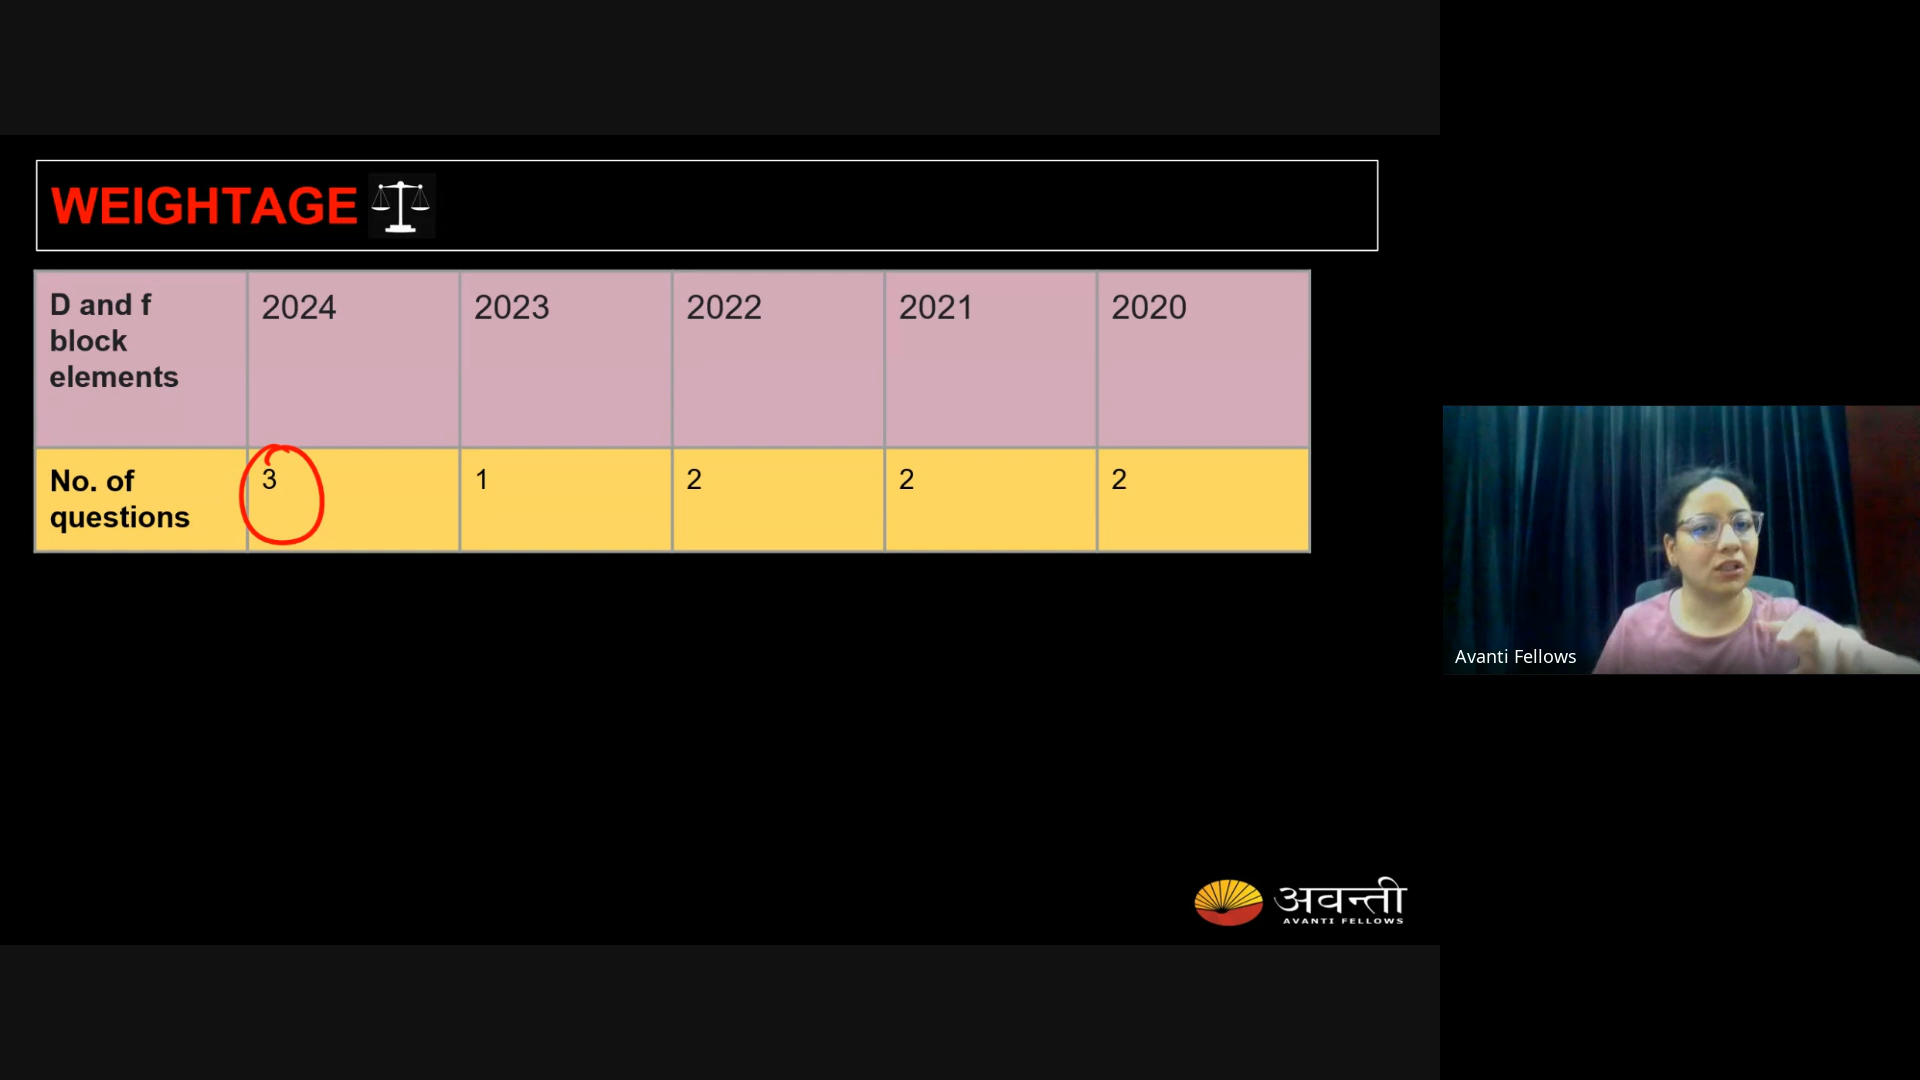 WEIGHTAGE
D and f block elements 2024 2023 2022 2021 2020
No. of questions 3 1 2 2 2
Avanti Fellows
अवन्ती
AVANTI FELLOWS